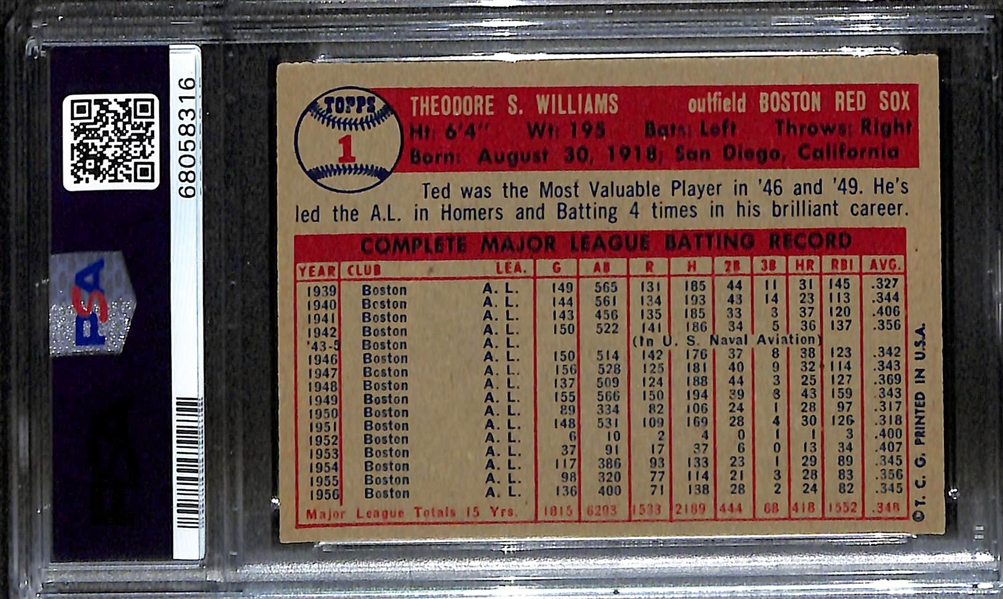 68058316
PSA
TOPPS
1
THEODORE S. WILLIAMS outfield BOSTON RED SOX
Ht: 6'4" Wt: 195 Bats: Left Throws: Right
Born: August 30, 1918, San Diego, California
Ted was the Most Valuable Player in '46 and '49. He's
led the A.L. in Homers and Batting 4 times in his brilliant career.
COMPLETE MAJOR LEAGUE BATTING RECORD
YEAR CLUB LEA. G AB R H 2B 3B HR RBI AVG.
1939 Boston A. L. 149 565 131 185 44 11 31 145 .327
1940 Boston A. L. 144 561 134 193 43 14 23 113 .344
1941 Boston A. L. 143 456 135 185 33 3 37 120 .406
1942 Boston A. L. 150 522 141 186 34 5 36 137 .356
'43-5 Boston A. L. (In U. S. Naval Aviation)
1946 Boston A. L. 150 514 142 176 37 8 38 123 .342
1947 Boston A. L. 156 528 125 181 40 9 32 114 .343
1948 Boston A. L. 137 509 124 188 44 3 25 127 .369
1949 Boston A. L. 155 566 150 194 39 3 43 159 .343
1950 Boston A. L. 89 334 82 106 24 1 28 97 .317
1951 Boston A. L. 148 531 109 169 28 4 30 126 .318
1952 Boston A. L. 6 10 2 4 0 1 1 3 .400
1953 Boston A. L. 37 91 17 37 6 0 13 34 .407
1954 Boston A. L. 117 386 93 133 23 1 29 89 .345
1955 Boston A. L. 98 320 77 114 21 3 28 83 .356
1956 Boston A. L. 136 400 71 138 28 2 24 82 .345
Major League Totals 15 Yrs. 1815 6293 1533 2189 444 68 418 1552 .348
© T. C. G. PRINTED IN U.S.A.